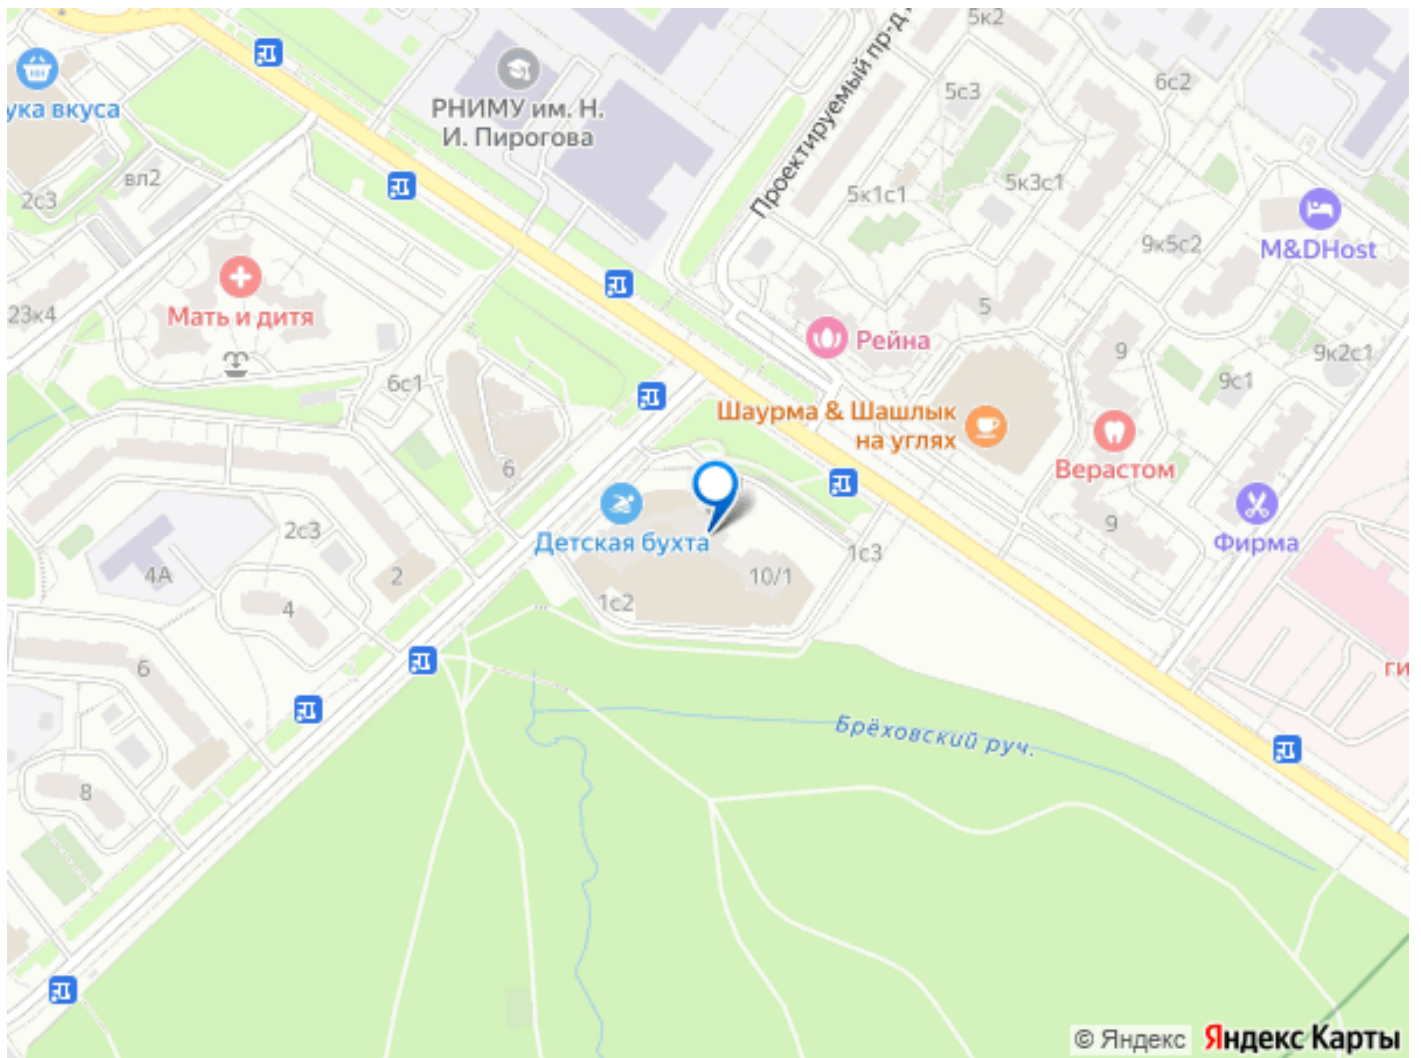 5к2
6с2
5с3
РНИМУ им. Н.
И. Пирогова
Проектируемый пр-д
ука вкуса
вл2
2с3
5к1с1
5к3с1
9к5с2
M&DHost
23к4
Мать и дитя
6с1
5
Рейна
9
9к2с1
9с1
Шаурма & Шашлык
на углях
Верастом
6
2с3
4А
2
4
Детская бухта
10/1
1с2
1с3
9
Фирма
ги
6
8
Брёховский руч.
© Яндекс Яндекс Карты